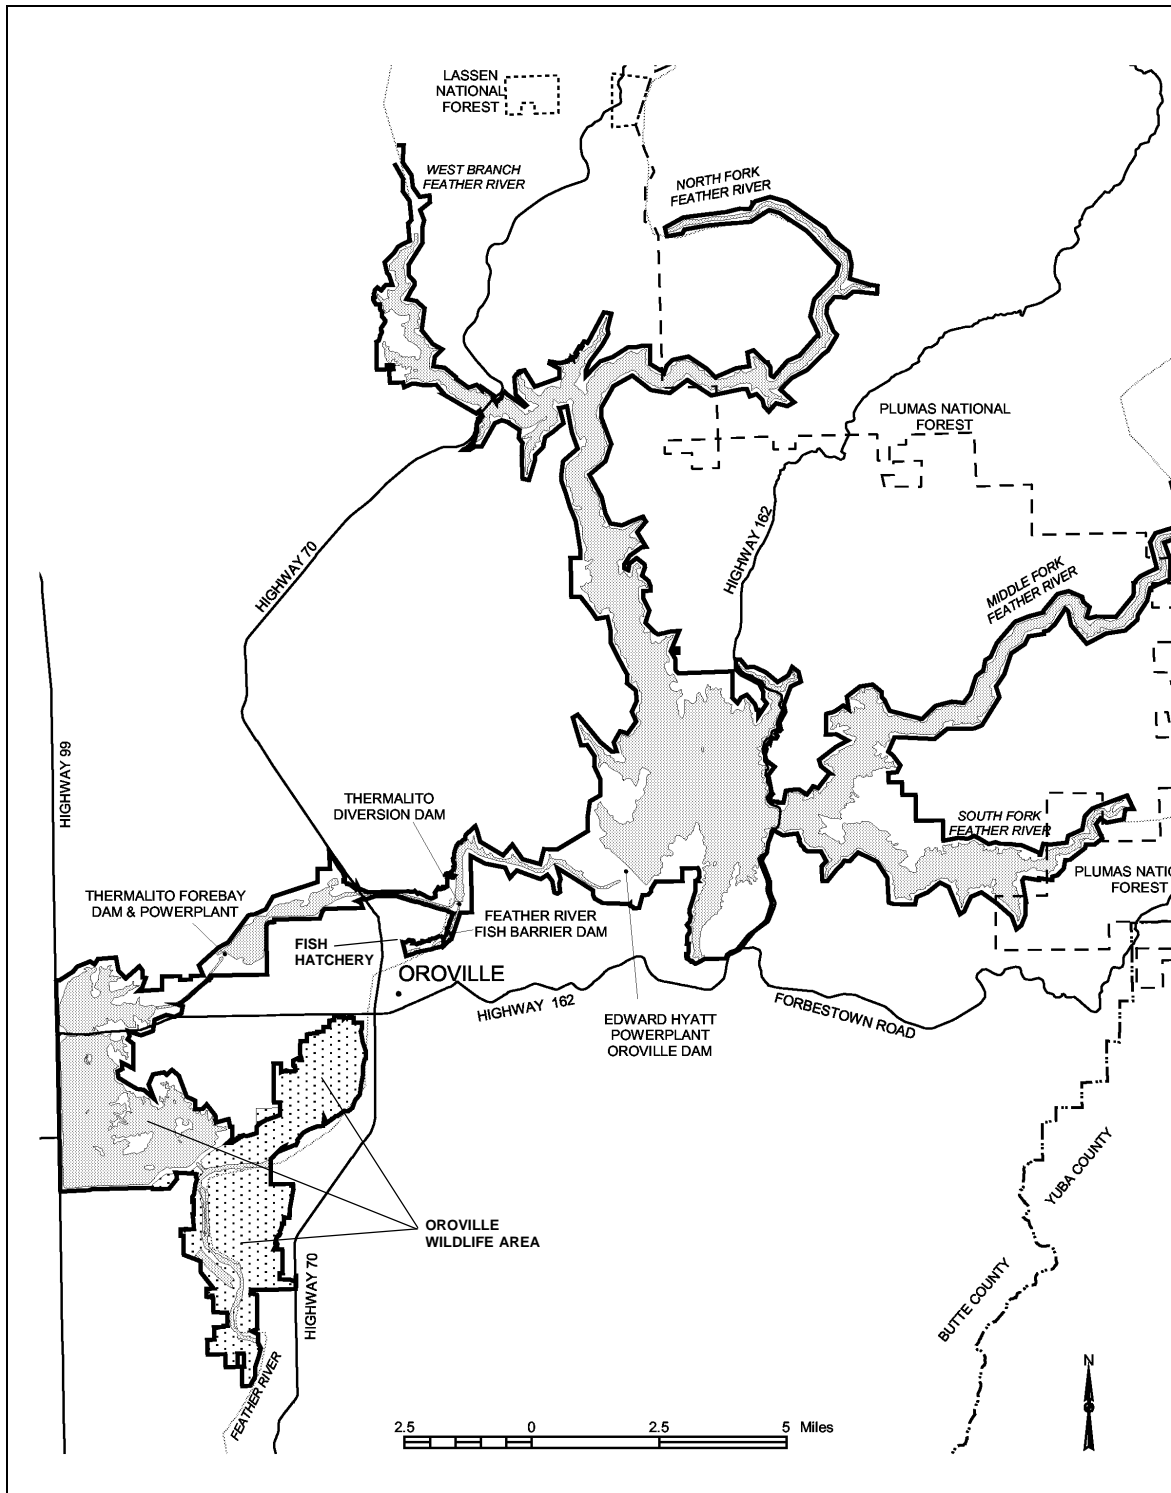 LASSEN
NATIONAL
FOREST
WEST BRANCH
FEATHER RIVER
NORTH FORK
FEATHER RIVER
PLUMAS NATIONAL
FOREST
HIGHWAY 162
HIGHWAY 70
MIDDLE FORK
FEATHER RIVER
HIGHWAY 99
THERMALITO
DIVERSION DAM
SOUTH FORK
FEATHER RIVER
THERMALITO FOREBAY
DAM & POWERPLANT
PLUMAS NATIO
FOREST
FEATHER RIVER
FISH BARRIER DAM
FISH
HATCHERY
OROVILLE
HIGHWAY 162
FORBESTOWN ROAD
EDWARD HYATT
POWERPLANT
OROVILLE DAM
YUBA COUNTY
OROVILLE
WILDLIFE AREA
HIGHWAY 70
BUTTE COUNTY
FEATHER RIVER
N
2.5 0 2.5 5 Miles